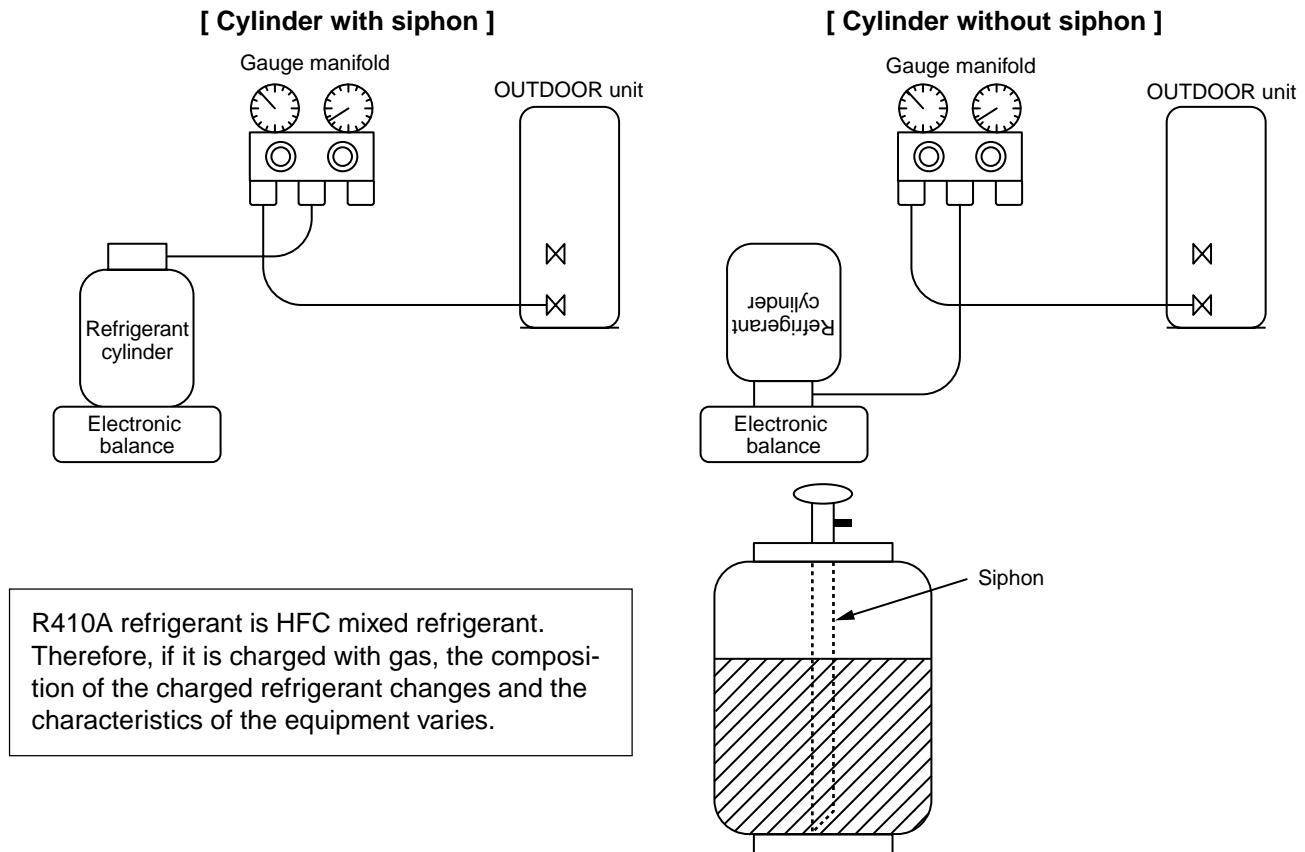 [ Cylinder with siphon ]
Gauge manifold
OUTDOOR unit
Refrigerant
cylinder
Electronic
balance
[ Cylinder without siphon ]
Gauge manifold
OUTDOOR unit
Refrigerant
cylinder
Electronic
balance
Siphon
R410A refrigerant is HFC mixed refrigerant.
Therefore, if it is charged with gas, the composi-
tion of the charged refrigerant changes and the
characteristics of the equipment varies.